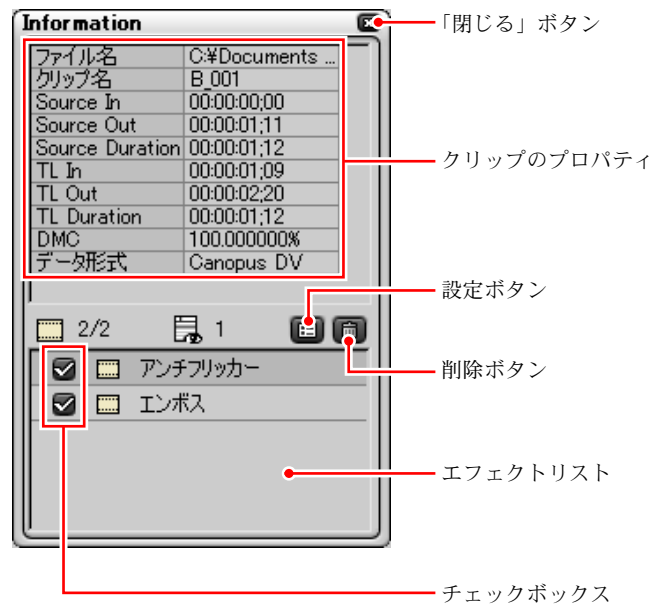 Information
「閉じる」ボタン
ファイル名 C:¥Documents ...
クリップ名 B_001
Source In 00:00:00;00
Source Out 00:00:01;11
Source Duration 00:00:01;12
TL In 00:00:01;09
TL Out 00:00:02;20
TL Duration 00:00:01;12
DMC 100.000000%
データ形式 Canopus DV
クリップのプロパティ
設定ボタン
2/2 1
削除ボタン
アンチフリッカー
エンボス
エフェクトリスト
チェックボックス